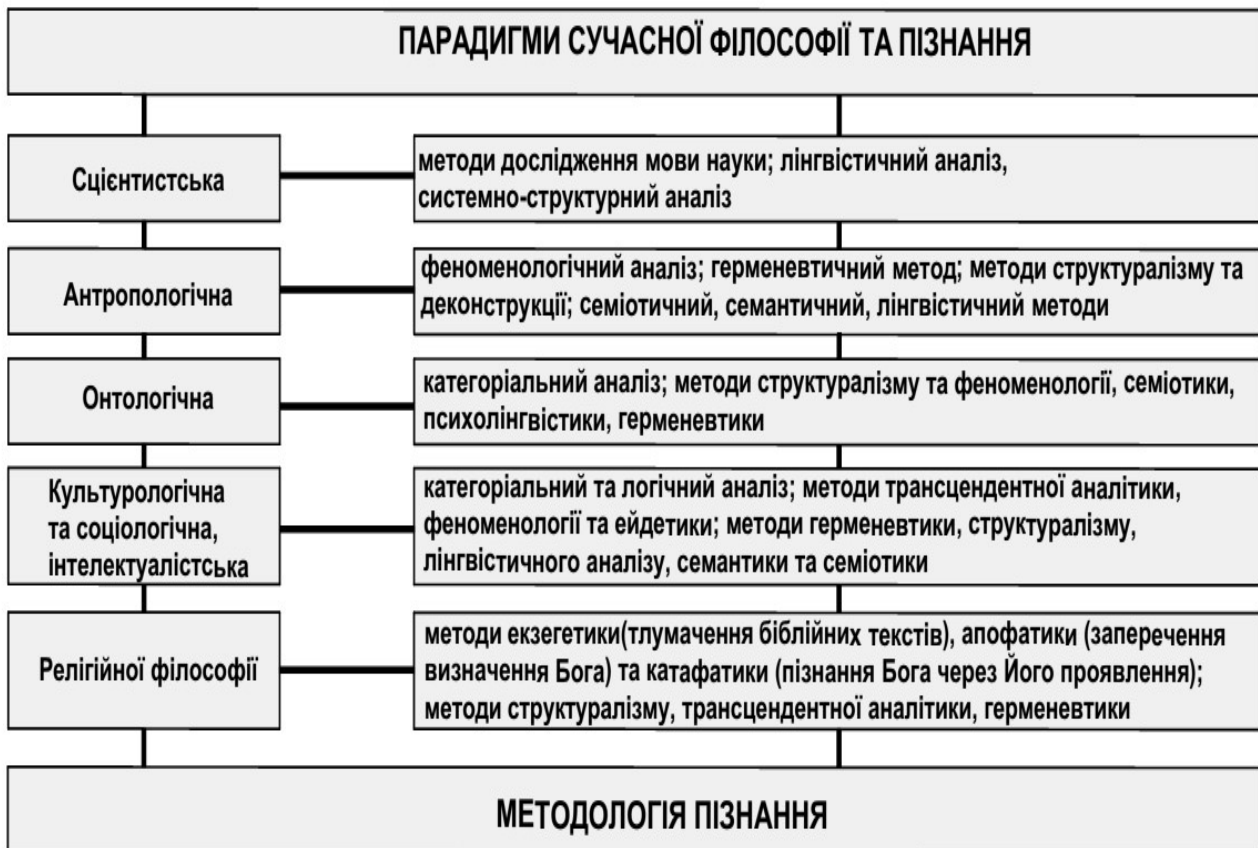 ПАРАДИГМИ СУЧАСНОЇ ФІЛОСОФІЇ ТА ПІЗНАННЯ
Сцієнтистська
методи дослідження мови науки; лінгвістичний аналіз,
системно-структурний аналіз
Антропологічна
феноменологічний аналіз; герменевтичний метод; методи структуралізму та
деконструкції; семіотичний, семантичний, лінгвістичний методи
Онтологічна
категоріальний аналіз; методи структуралізму та феноменології, семіотики,
психолінгвістики, герменевтики
Культурологічна
та соціологічна,
інтелектуалістська
категоріальний та логічний аналіз; методи трансцендентної аналітики,
феноменології та ейдетики; методи герменевтики, структуралізму,
лінгвістичного аналізу, семантики та семіотики
Релігійної філософії
методи екзегетики(тлумачення біблійних текстів), апофатики (заперечення
визначення Бога) та катафатики (пізнання Бога через Його проявлення);
методи структуралізму, трансцендентної аналітики, герменевтики
МЕТОДОЛОГІЯ ПІЗНАННЯ